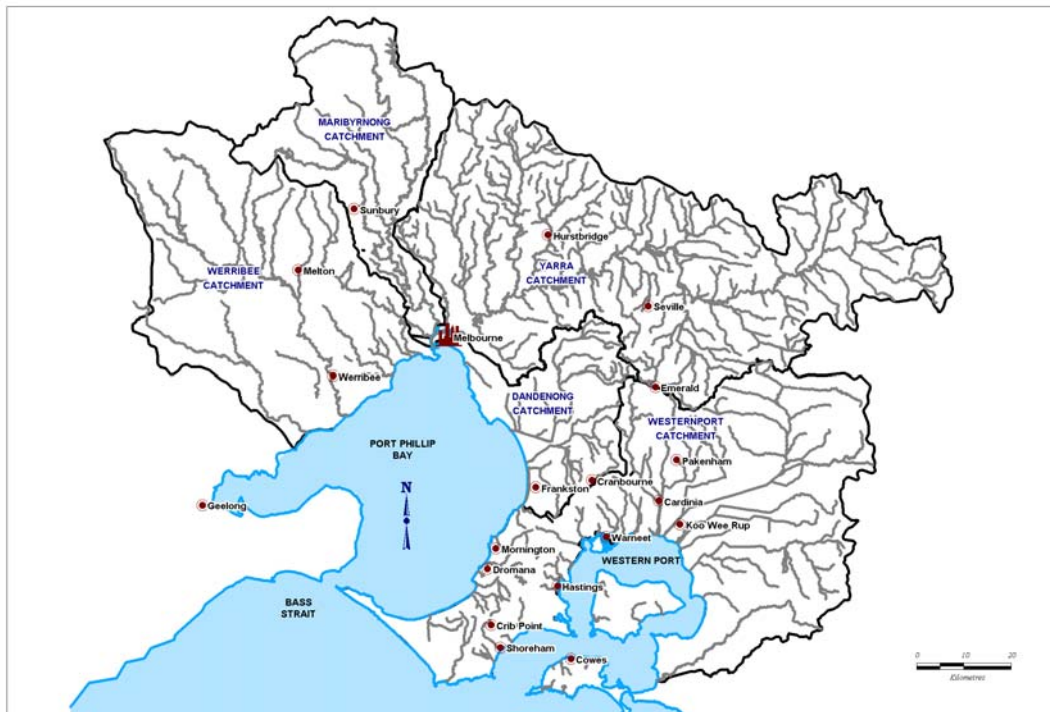 MARIBYRNONG
CATCHMENT
Sunbury
Hurstbridge
WERRIBEE
CATCHMENT
Melton
YARRA
CATCHMENT
Seville
Melbourne
Werribee
Emerald
DANDENONG
CATCHMENT
WESTERNPORT
CATCHMENT
PORT PHILLIP
BAY
Pakenham
N
Frankston
Cranbourne
Geelong
Cardinia
Koo Wee Rup
Warneet
Mornington
WESTERN PORT
Dromana
Hastings
BASS
STRAIT
Crib Point
Shoreham
Cowes
0 10 20
Kilometres